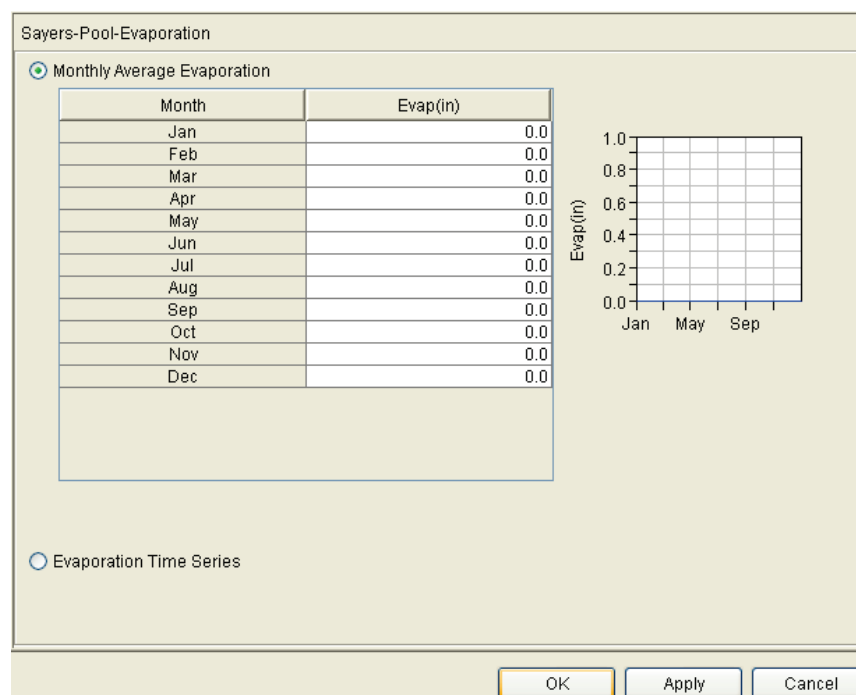 Sayers-Pool-Evaporation
Monthly Average Evaporation
Month Evap(in)
Jan 0.0
Feb 0.0
Mar 0.0
Apr 0.0
May 0.0
Jun 0.0
Jul 0.0
Aug 0.0
Sep 0.0
Oct 0.0
Nov 0.0
Dec 0.0
Evap(in)
1.0
0.8
0.6
0.4
0.2
0.0
Jan May Sep
Evaporation Time Series
OK Apply Cancel